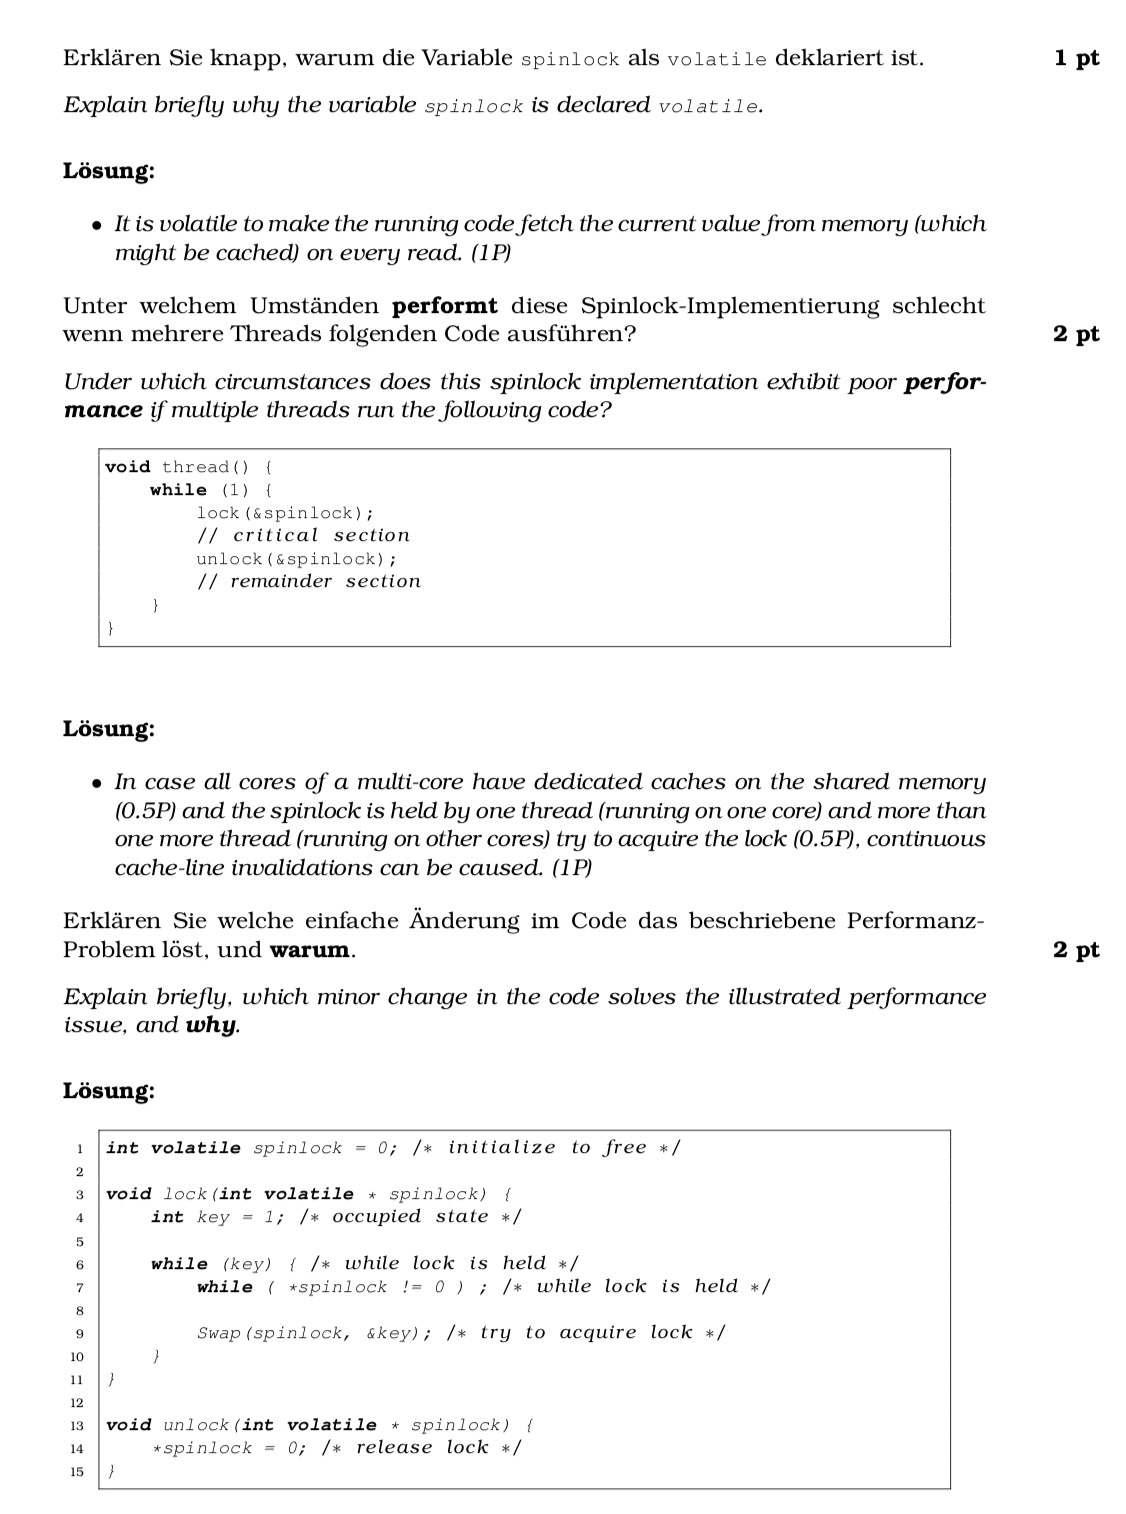 Erklären Sie knapp, warum die Variable spinlock als volatile deklariert ist. 1 pt
Explain briefly why the variable spinlock is declared volatile.
Lösung:
• It is volatile to make the running code fetch the current value from memory (which
might be cached) on every read. (1P)
Unter welchem Umständen performt diese Spinlock-Implementierung schlecht
wenn mehrere Threads folgenden Code ausführen? 2 pt
Under which circumstances does this spinlock implementation exhibit poor perfor-
mance if multiple threads run the following code?
void thread() {
    while (1) {
        lock(&spinlock);
        // critical section
        unlock(&spinlock);
        // remainder section
    }
}
Lösung:
• In case all cores of a multi-core have dedicated caches on the shared memory
(0.5P) and the spinlock is held by one thread (running on one core) and more than
one more thread (running on other cores) try to acquire the lock (0.5P), continuous
cache-line invalidations can be caused. (1P)
Erklären Sie welche einfache Änderung im Code das beschriebene Performanz-
Problem löst, und warum. 2 pt
Explain briefly, which minor change in the code solves the illustrated performance
issue, and why.
Lösung:
1 int volatile spinlock = 0; /* initialize to free */
2
3 void lock(int volatile * spinlock) {
4     int key = 1; /* occupied state */
5
6     while (key) { /* while lock is held */
7         while ( *spinlock != 0 ) ; /* while lock is held */
8
9         Swap(spinlock, &key); /* try to acquire lock */
10     }
11 }
12
13 void unlock(int volatile * spinlock) {
14     *spinlock = 0; /* release lock */
15 }